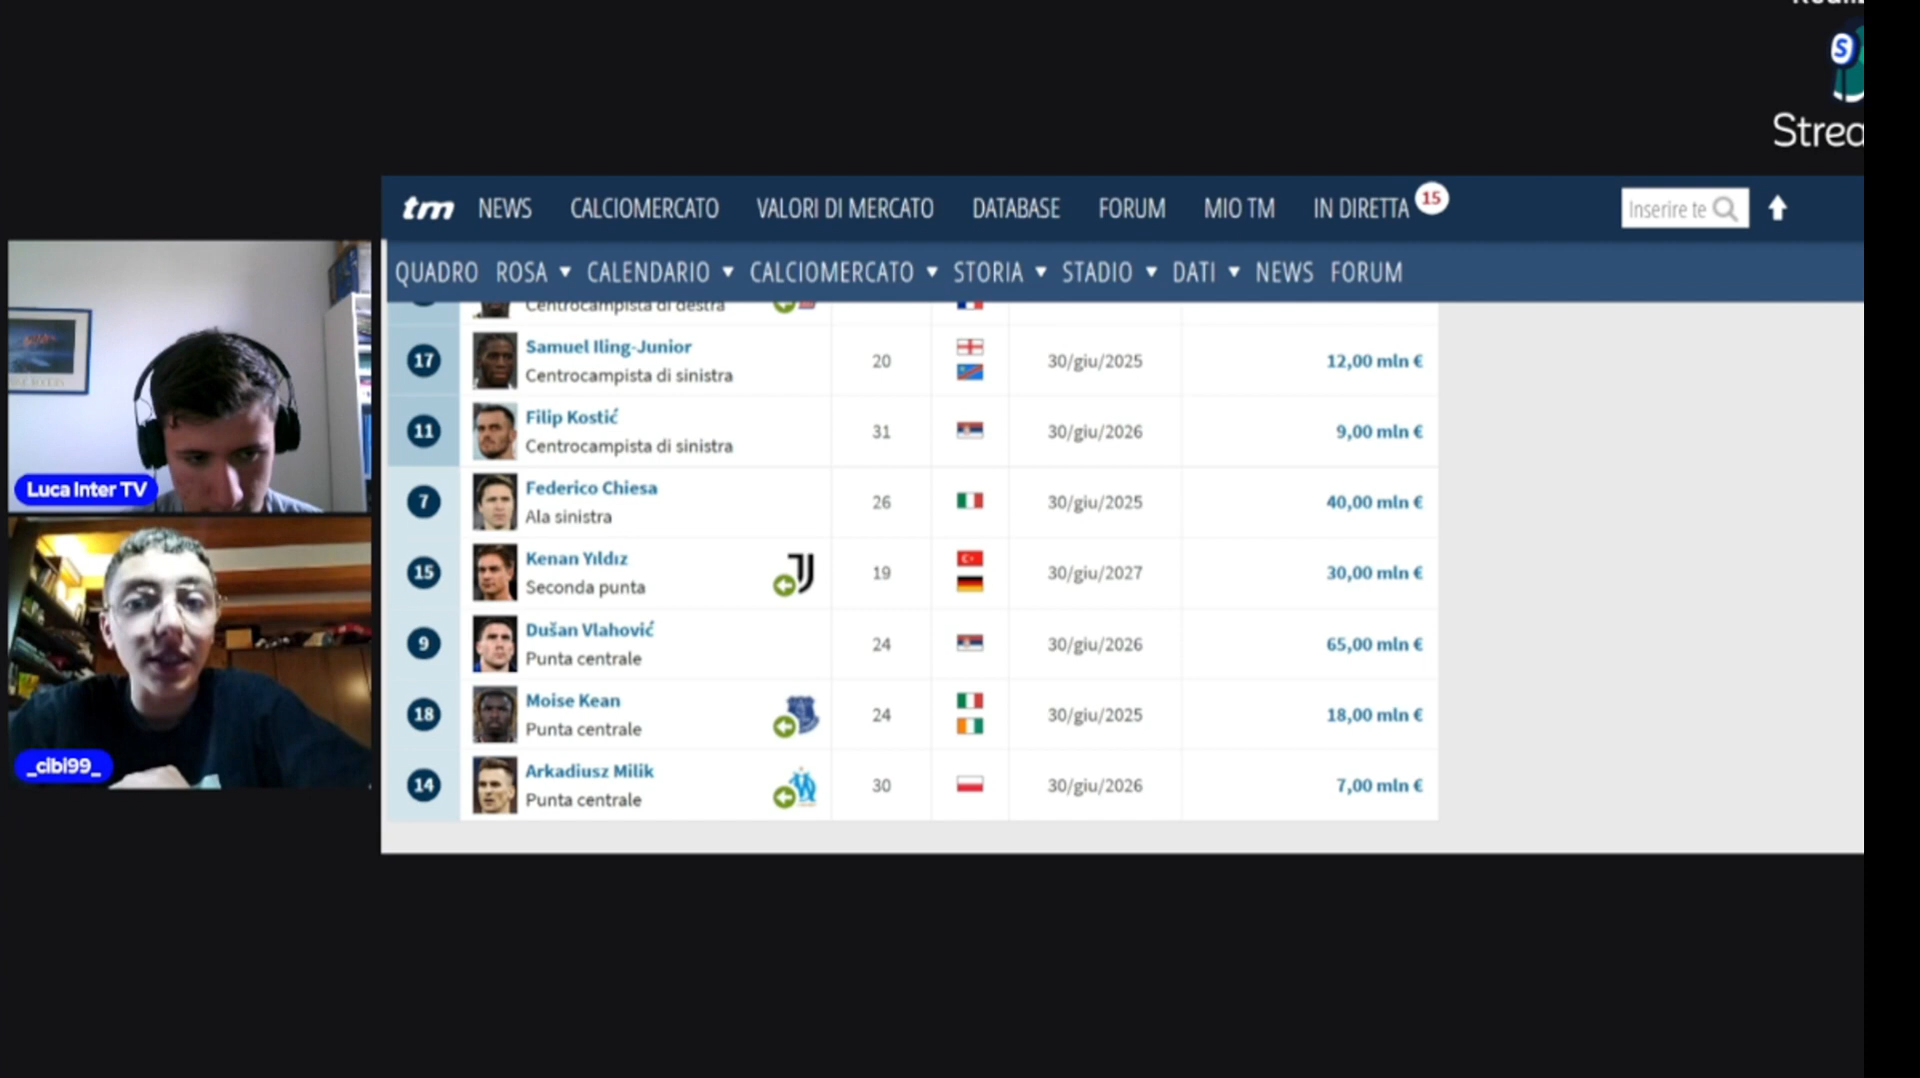 tm NEWS CALCIOMERCATO VALORI DI MERCATO DATABASE FORUM MIO TM IN DIRETTA 15 Inserire te
QUADRO ROSA CALENDARIO CALCIOMERCATO STORIA STADIO DATI NEWS FORUM
Centrocampista di destra
17 Samuel Iling-Junior 20 30/giu/2025 12,00 mln €
Centrocampista di sinistra
11 Filip Kostić 31 30/giu/2026 9,00 mln €
Centrocampista di sinistra
7 Federico Chiesa 26 30/giu/2025 40,00 mln €
Ala sinistra
15 Kenan Yıldız 19 30/giu/2027 30,00 mln €
Seconda punta
9 Dušan Vlahović 24 30/giu/2026 65,00 mln €
Punta centrale
18 Moise Kean 24 30/giu/2025 18,00 mln €
Punta centrale
14 Arkadiusz Milik 30 30/giu/2026 7,00 mln €
Punta centrale
Luca Inter TV
_cibi99_
S
Strea